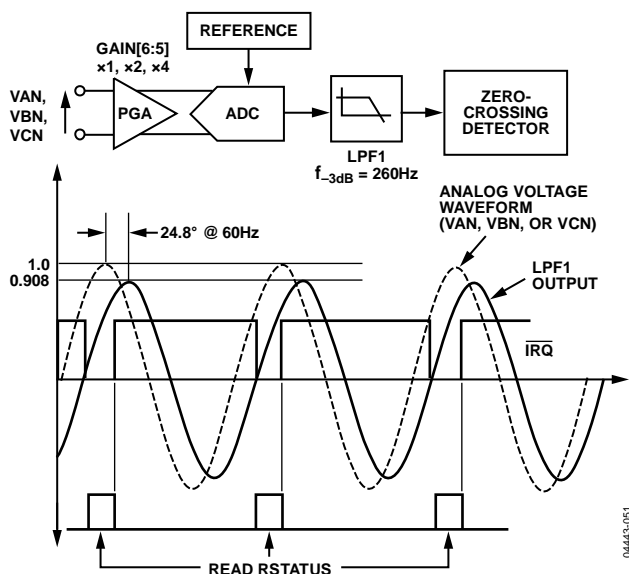 REFERENCE
GAIN[6:5]
×1, ×2, ×4
VAN,
VBN,
VCN
PGA
ADC
LPF1
f–3dB = 260Hz
ZERO-
CROSSING
DETECTOR
24.8° @ 60Hz
ANALOG VOLTAGE
WAVEFORM
(VAN, VBN, OR VCN)
1.0
0.908
LPF1
OUTPUT
IRQ
READ RSTATUS
04443-051